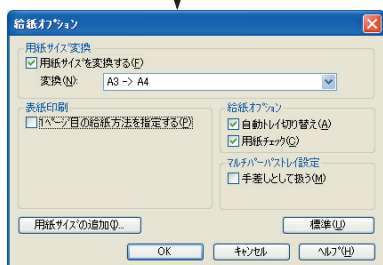 給紙オプション
用紙サイズ変換
用紙サイズを変換する(F)
変換(N): A3 -> A4
表紙印刷
1ページ目の給紙方法を指定する(P)
給紙オプション
自動トレイ切り替え(A)
用紙チェック(C)
マルチパーパストレイ設定
手差しとして扱う(M)
用紙サイズの追加(I)...
標準(U)
OK
キャンセル
ヘルプ(H)